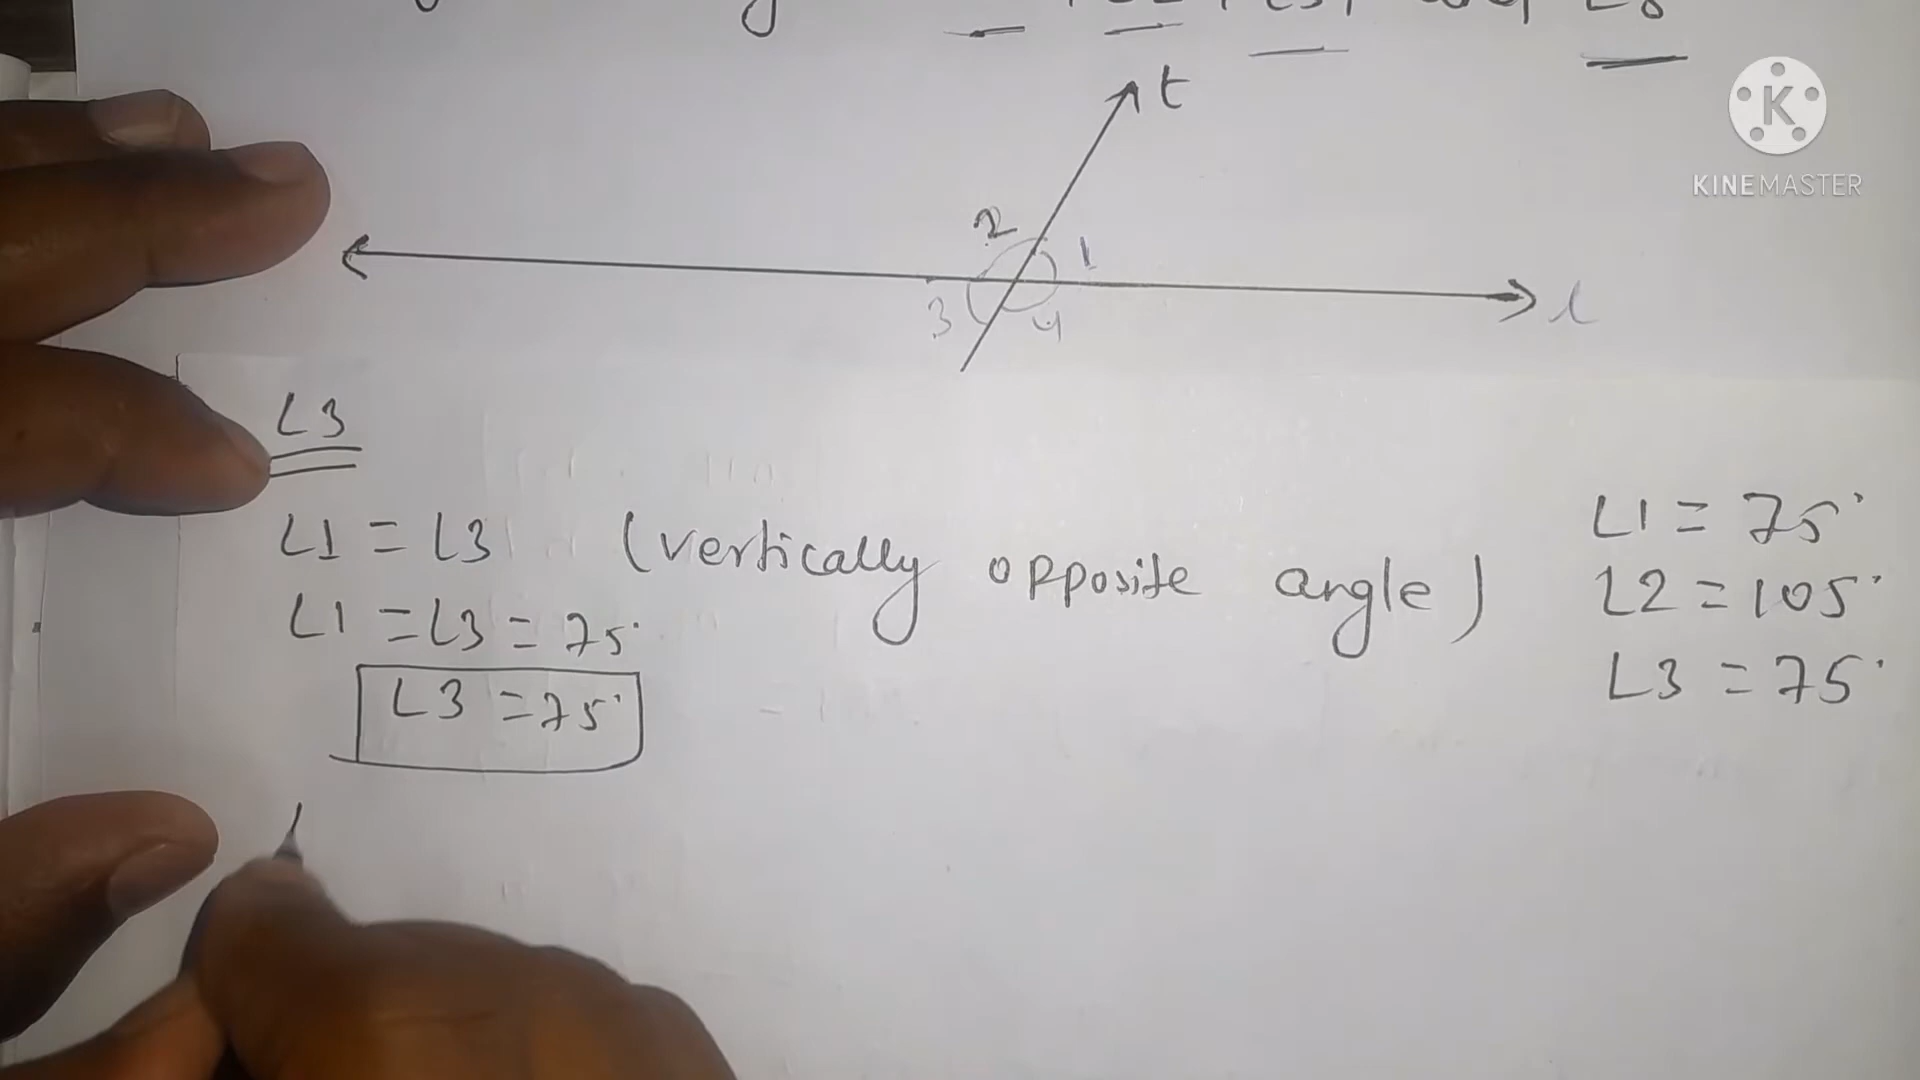 t
KINEMASTER
2
1
3
4
l
∠3
∠1 = ∠3 (vertically opposite angle)
∠1 = ∠3 = 75°
∠3 = 75°
∠1 = 75°
∠2 = 105°
∠3 = 75°